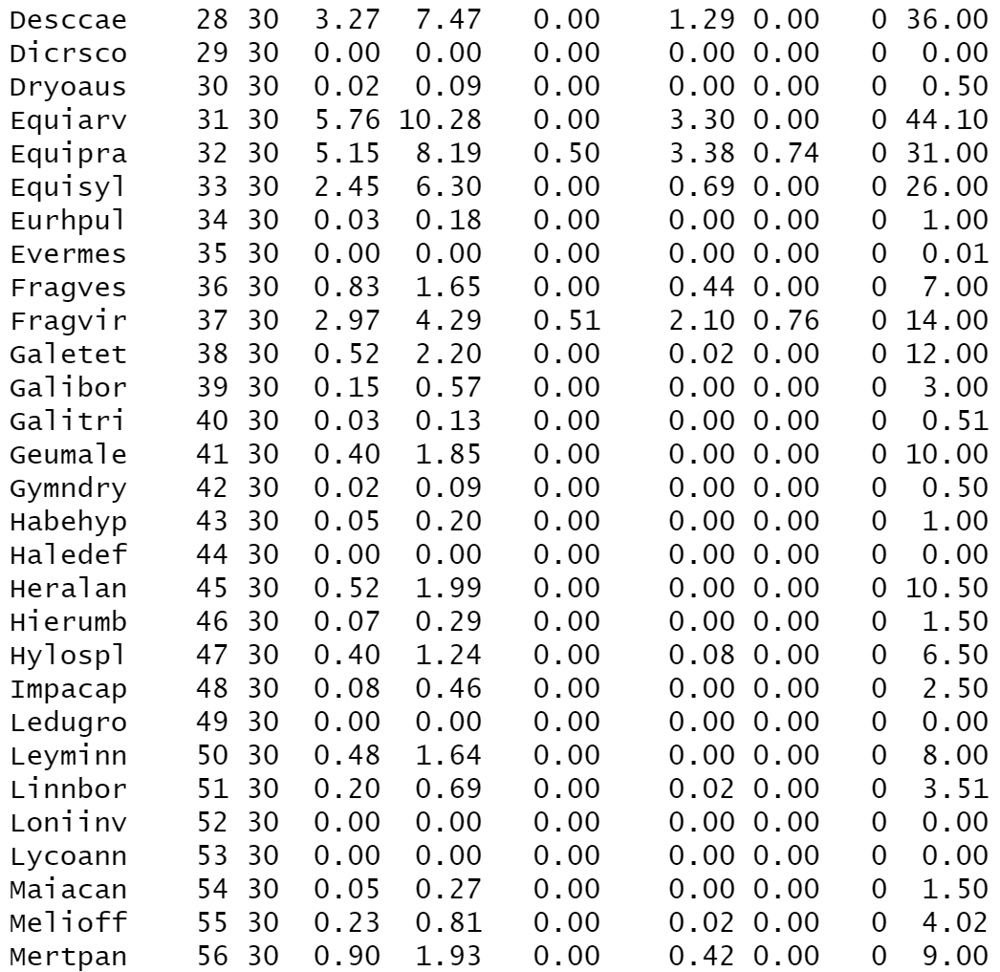 Desccae 28 30 3.27 7.47 0.00 1.29 0.00 0 36.00
Dicrsco 29 30 0.00 0.00 0.00 0.00 0.00 0 0.00
Dryoaus 30 30 0.02 0.09 0.00 0.00 0.00 0 0.50
Equiarv 31 30 5.76 10.28 0.00 3.30 0.00 0 44.10
Equipra 32 30 5.15 8.19 0.50 3.38 0.74 0 31.00
Equisyl 33 30 2.45 6.30 0.00 0.69 0.00 0 26.00
Eurhpul 34 30 0.03 0.18 0.00 0.00 0.00 0 1.00
Evermes 35 30 0.00 0.00 0.00 0.00 0.00 0 0.01
Fragves 36 30 0.83 1.65 0.00 0.44 0.00 0 7.00
Fragvir 37 30 2.97 4.29 0.51 2.10 0.76 0 14.00
Galetet 38 30 0.52 2.20 0.00 0.02 0.00 0 12.00
Galibor 39 30 0.15 0.57 0.00 0.00 0.00 0 3.00
Galitri 40 30 0.03 0.13 0.00 0.00 0.00 0 0.51
Geumale 41 30 0.40 1.85 0.00 0.00 0.00 0 10.00
Gymndry 42 30 0.02 0.09 0.00 0.00 0.00 0 0.50
Habehyp 43 30 0.05 0.20 0.00 0.00 0.00 0 1.00
Haledef 44 30 0.00 0.00 0.00 0.00 0.00 0 0.00
Heralan 45 30 0.52 1.99 0.00 0.00 0.00 0 10.50
Hierumb 46 30 0.07 0.29 0.00 0.00 0.00 0 1.50
Hylospl 47 30 0.40 1.24 0.00 0.08 0.00 0 6.50
Impacap 48 30 0.08 0.46 0.00 0.00 0.00 0 2.50
Ledugro 49 30 0.00 0.00 0.00 0.00 0.00 0 0.00
Leyminn 50 30 0.48 1.64 0.00 0.00 0.00 0 8.00
Linnbor 51 30 0.20 0.69 0.00 0.02 0.00 0 3.51
Loniinv 52 30 0.00 0.00 0.00 0.00 0.00 0 0.00
Lycoann 53 30 0.00 0.00 0.00 0.00 0.00 0 0.00
Maiacan 54 30 0.05 0.27 0.00 0.00 0.00 0 1.50
Melioff 55 30 0.23 0.81 0.00 0.02 0.00 0 4.02
Mertpan 56 30 0.90 1.93 0.00 0.42 0.00 0 9.00